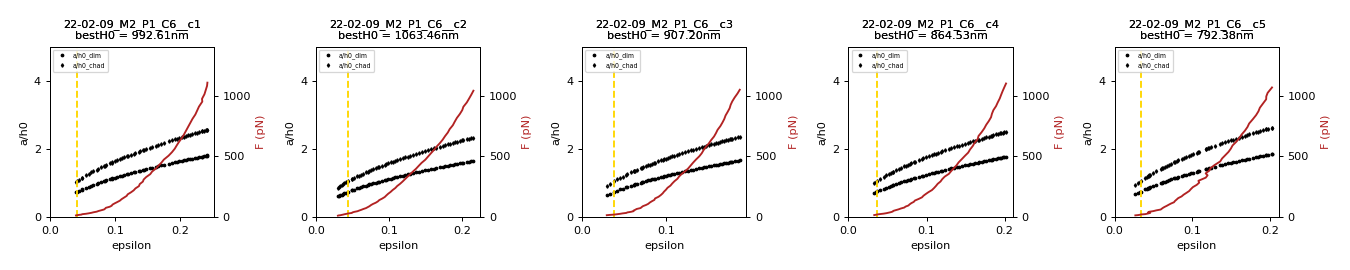 22-02-09_M2_P1_C6__c1
bestH0 = 992.61nm
a/h0_dim
a/h0_chad
a/h0
4
2
0
0.0
0.1
0.2
epsilon
1000
500
0
F (pN)
22-02-09_M2_P1_C6__c2
bestH0 = 1063.46nm
a/h0_dim
a/h0_chad
a/h0
4
2
0
0.0
0.1
0.2
epsilon
1000
500
0
F (pN)
22-02-09_M2_P1_C6__c3
bestH0 = 907.20nm
a/h0_dim
a/h0_chad
a/h0
4
2
0
0.0
0.1
epsilon
1000
500
0
F (pN)
22-02-09_M2_P1_C6__c4
bestH0 = 864.53nm
a/h0_dim
a/h0_chad
a/h0
4
2
0
0.0
0.1
0.2
epsilon
1000
500
0
F (pN)
22-02-09_M2_P1_C6__c5
bestH0 = 792.38nm
a/h0_dim
a/h0_chad
a/h0
4
2
0
0.0
0.1
0.2
epsilon
1000
500
0
F (pN)